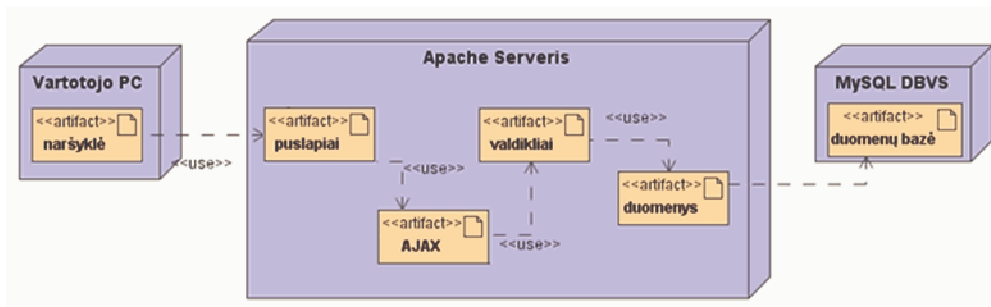 Vartotojo PC
<<artifact>>
naršyklė
<<use>>
Apache Serveris
<<artifact>>
puslapiai
<<use>>
<<artifact>>
AJAX
<<use>>
<<artifact>>
valdikliai
<<use>>
<<artifact>>
duomenys
MySQL DBVS
<<artifact>>
duomenų bazė